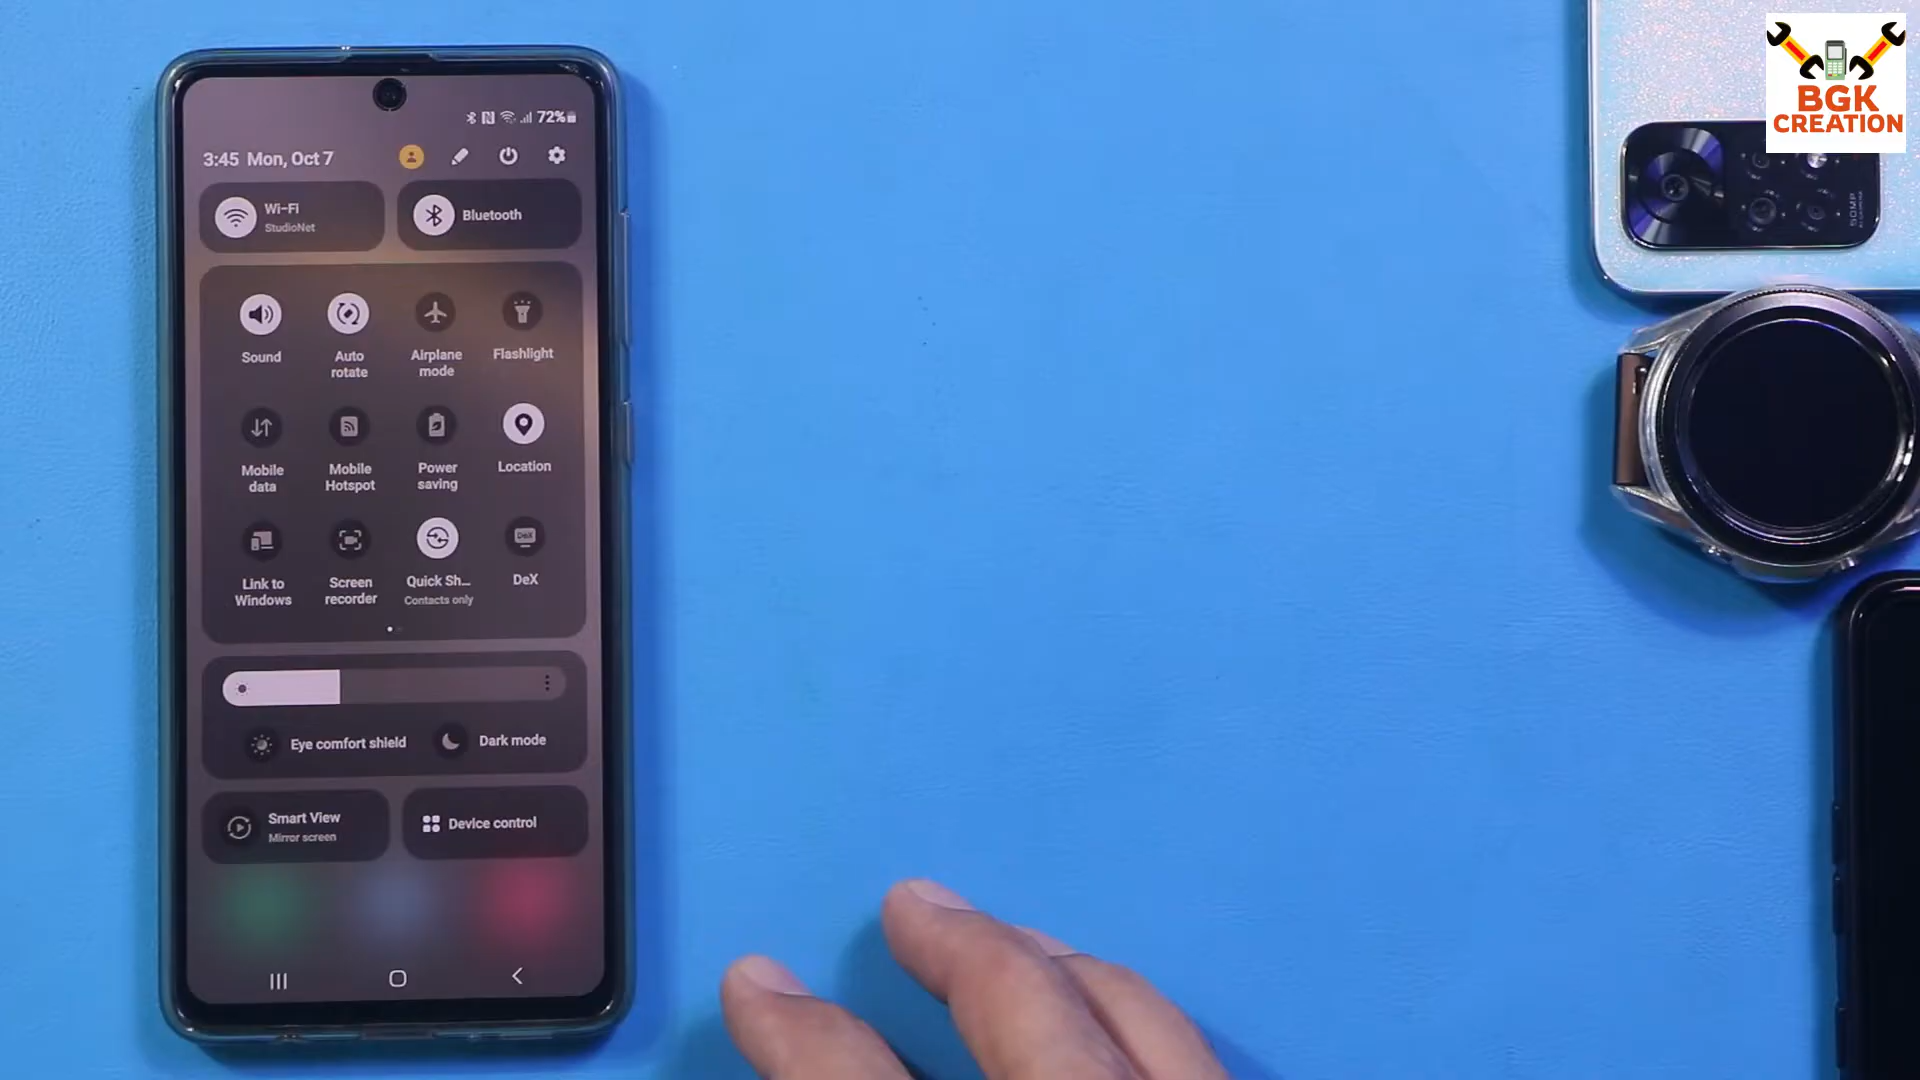 BGK
CREATION
72%
3:45 Mon, Oct 7
Wi-Fi
StudioNet
Bluetooth
Sound
Auto
rotate
Airplane
mode
Flashlight
Mobile
data
Mobile
Hotspot
Power
saving
Location
Link to
Windows
Screen
recorder
Quick Sh...
Contacts only
DeX
DeX
Eye comfort shield
Dark mode
Smart View
Mirror screen
Device control
50MP